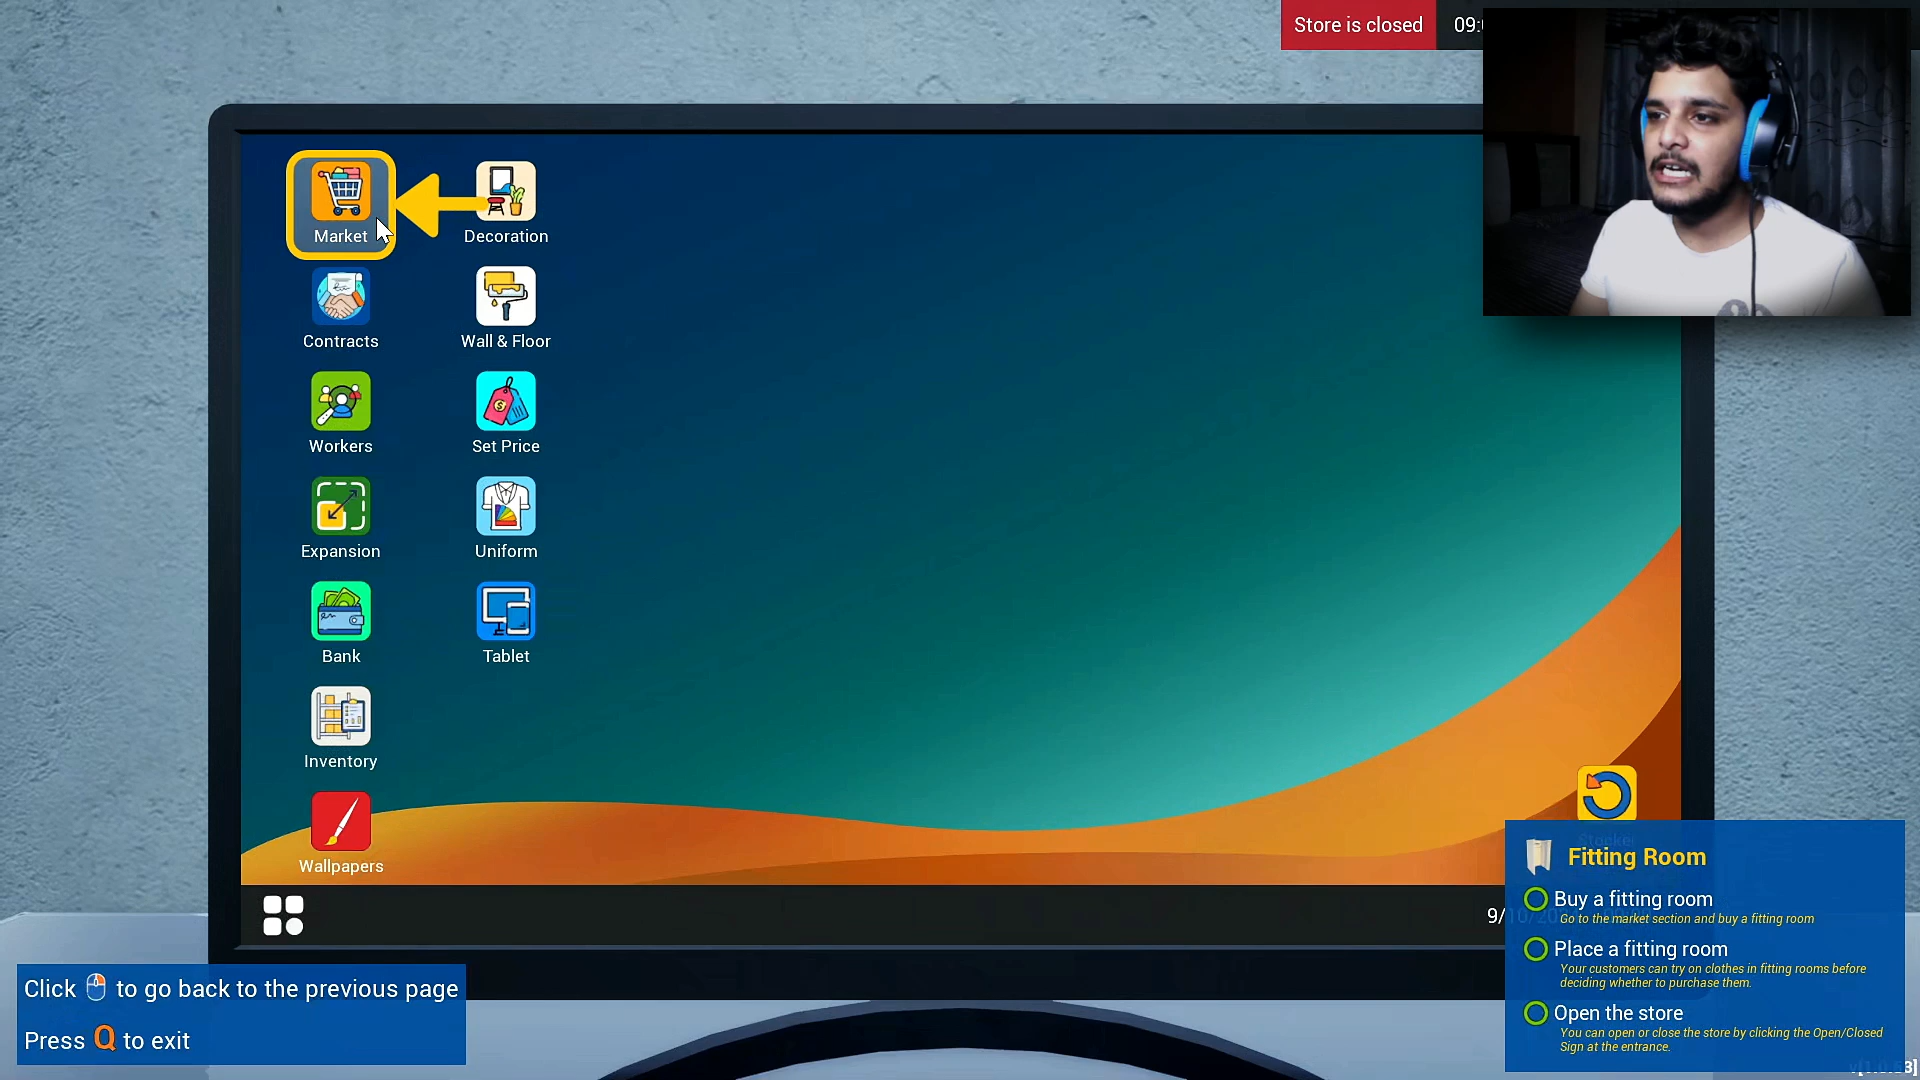 Store is closed
09:
Market
Decoration
Contracts
Wall & Floor
Workers
Set Price
Expansion
Uniform
Bank
Tablet
Inventory
Wallpapers
9/
Fitting Room
Buy a fitting room
Go to the market section and buy a fitting room
Place a fitting room
Your customers can try on clothes in fitting rooms before
deciding whether to purchase them.
Open the store
You can open or close the store by clicking the Open/Closed
Sign at the entrance.
Click to go back to the previous page
Press Q to exit